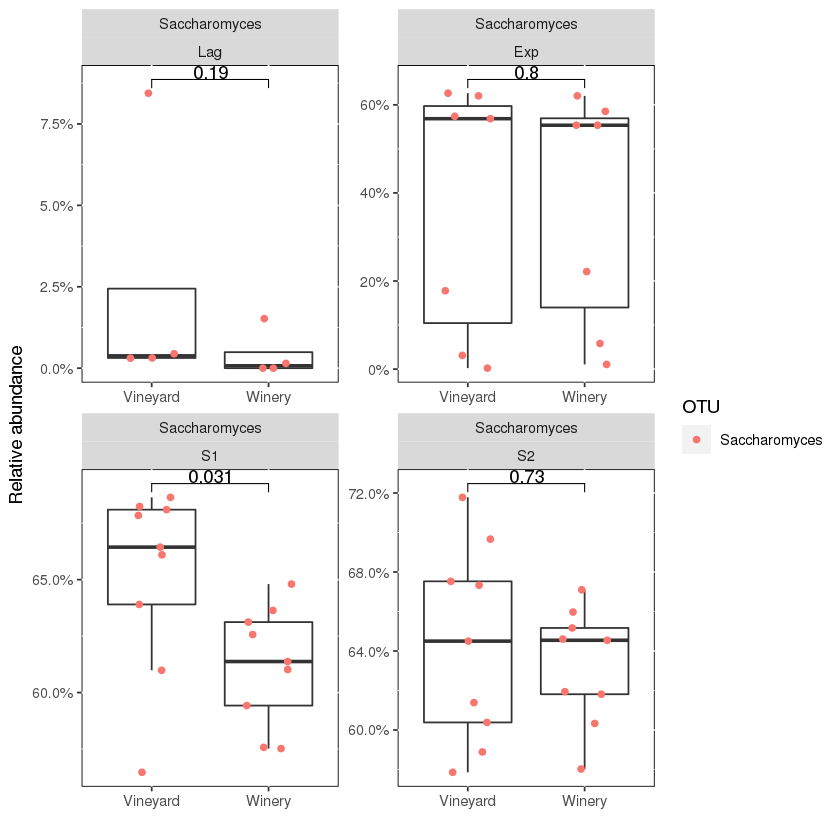 Saccharomyces
Lag
0.19
7.5%
5.0%
2.5%
0.0%
Vineyard Winery
Saccharomyces
Exp
0.8
60%
40%
20%
0%
Vineyard Winery
Saccharomyces
S1
0.031
65.0%
60.0%
Vineyard Winery
Saccharomyces
S2
0.73
72.0%
68.0%
64.0%
60.0%
Vineyard Winery
Relative abundance
OTU
Saccharomyces